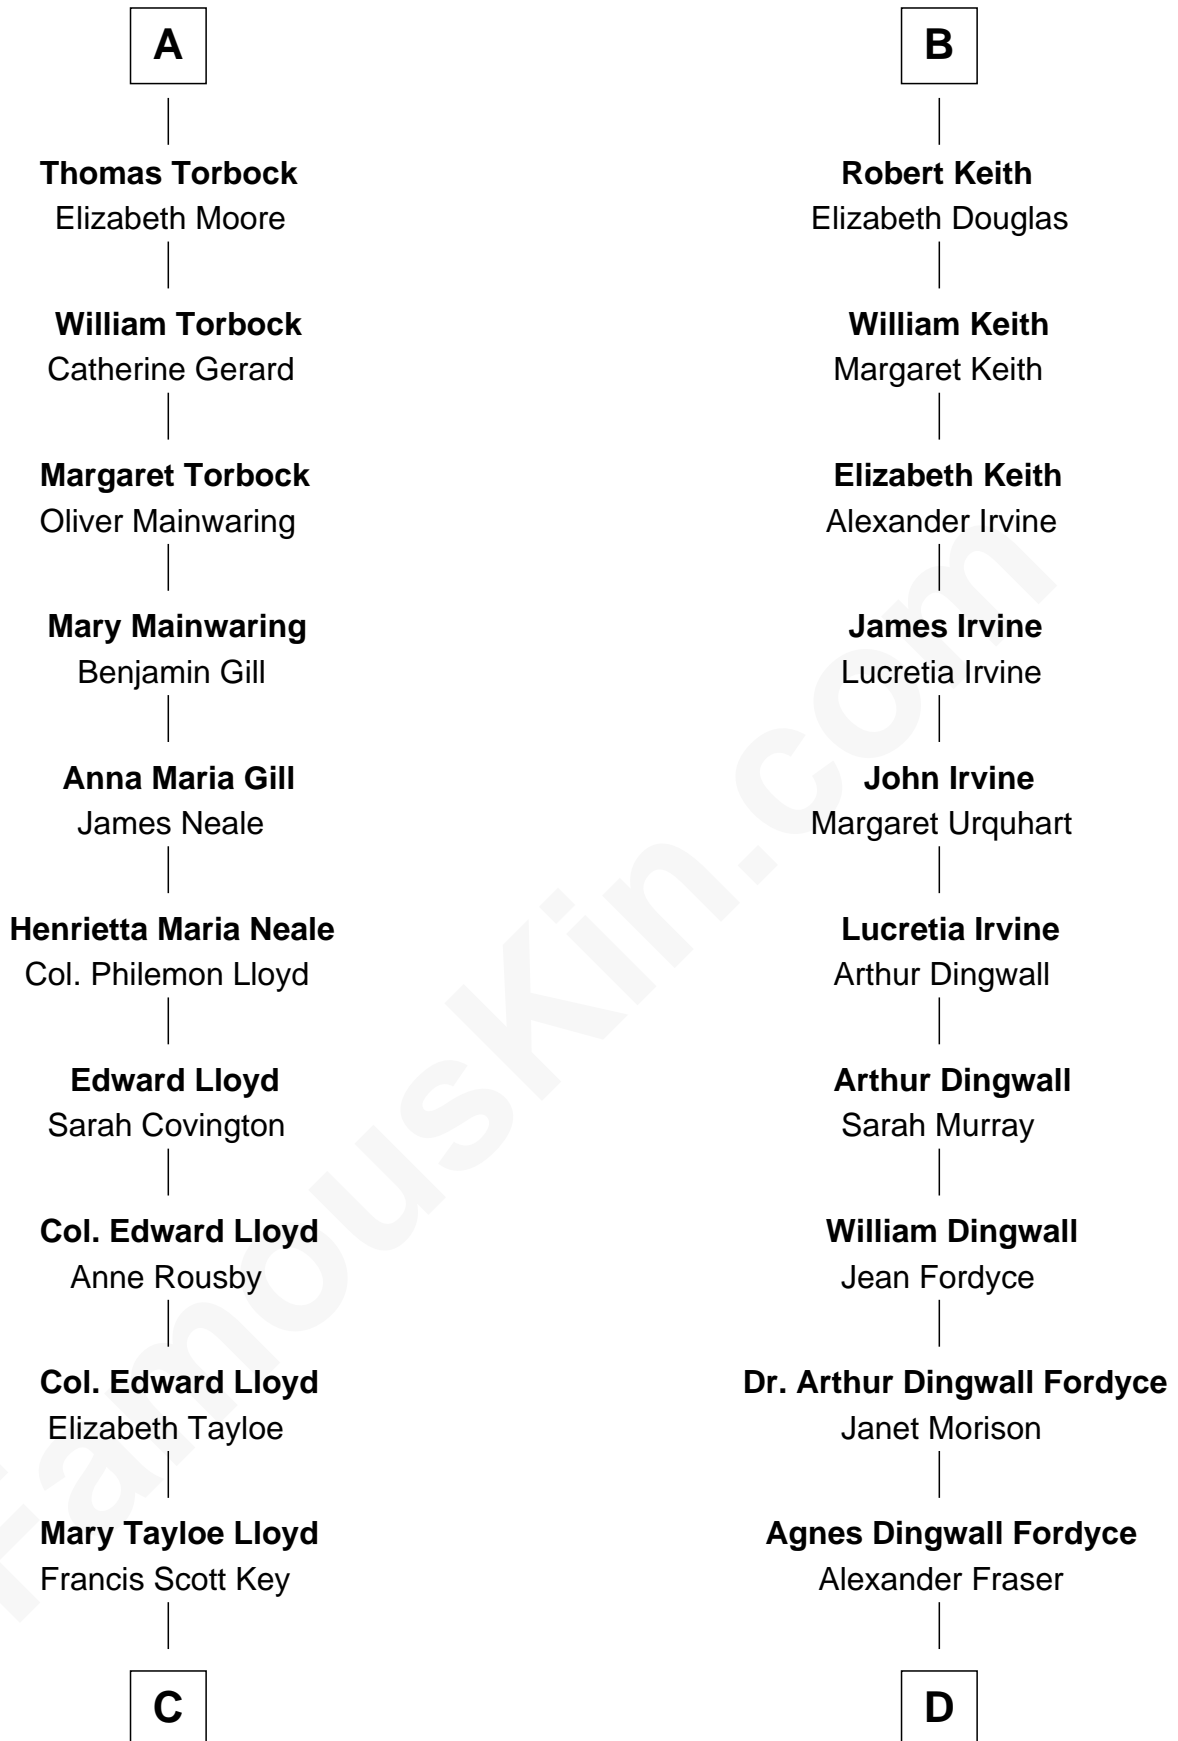 A
Thomas Torbock
Elizabeth Moore
William Torbock
Catherine Gerard
Margaret Torbock
Oliver Mainwaring
Mary Mainwaring
Benjamin Gill
Anna Maria Gill
James Neale
Henrietta Maria Neale
Col. Philemon Lloyd
Edward Lloyd
Sarah Covington
Col. Edward Lloyd
Anne Rousby
Col. Edward Lloyd
Elizabeth Tayloe
Mary Tayloe Lloyd
Francis Scott Key
C
B
Robert Keith
Elizabeth Douglas
William Keith
Margaret Keith
Elizabeth Keith
Alexander Irvine
James Irvine
Lucretia Irvine
John Irvine
Margaret Urquhart
Lucretia Irvine
Arthur Dingwall
Arthur Dingwall
Sarah Murray
William Dingwall
Jean Fordyce
Dr. Arthur Dingwall Fordyce
Janet Morison
Agnes Dingwall Fordyce
Alexander Fraser
D
FamousKin.com